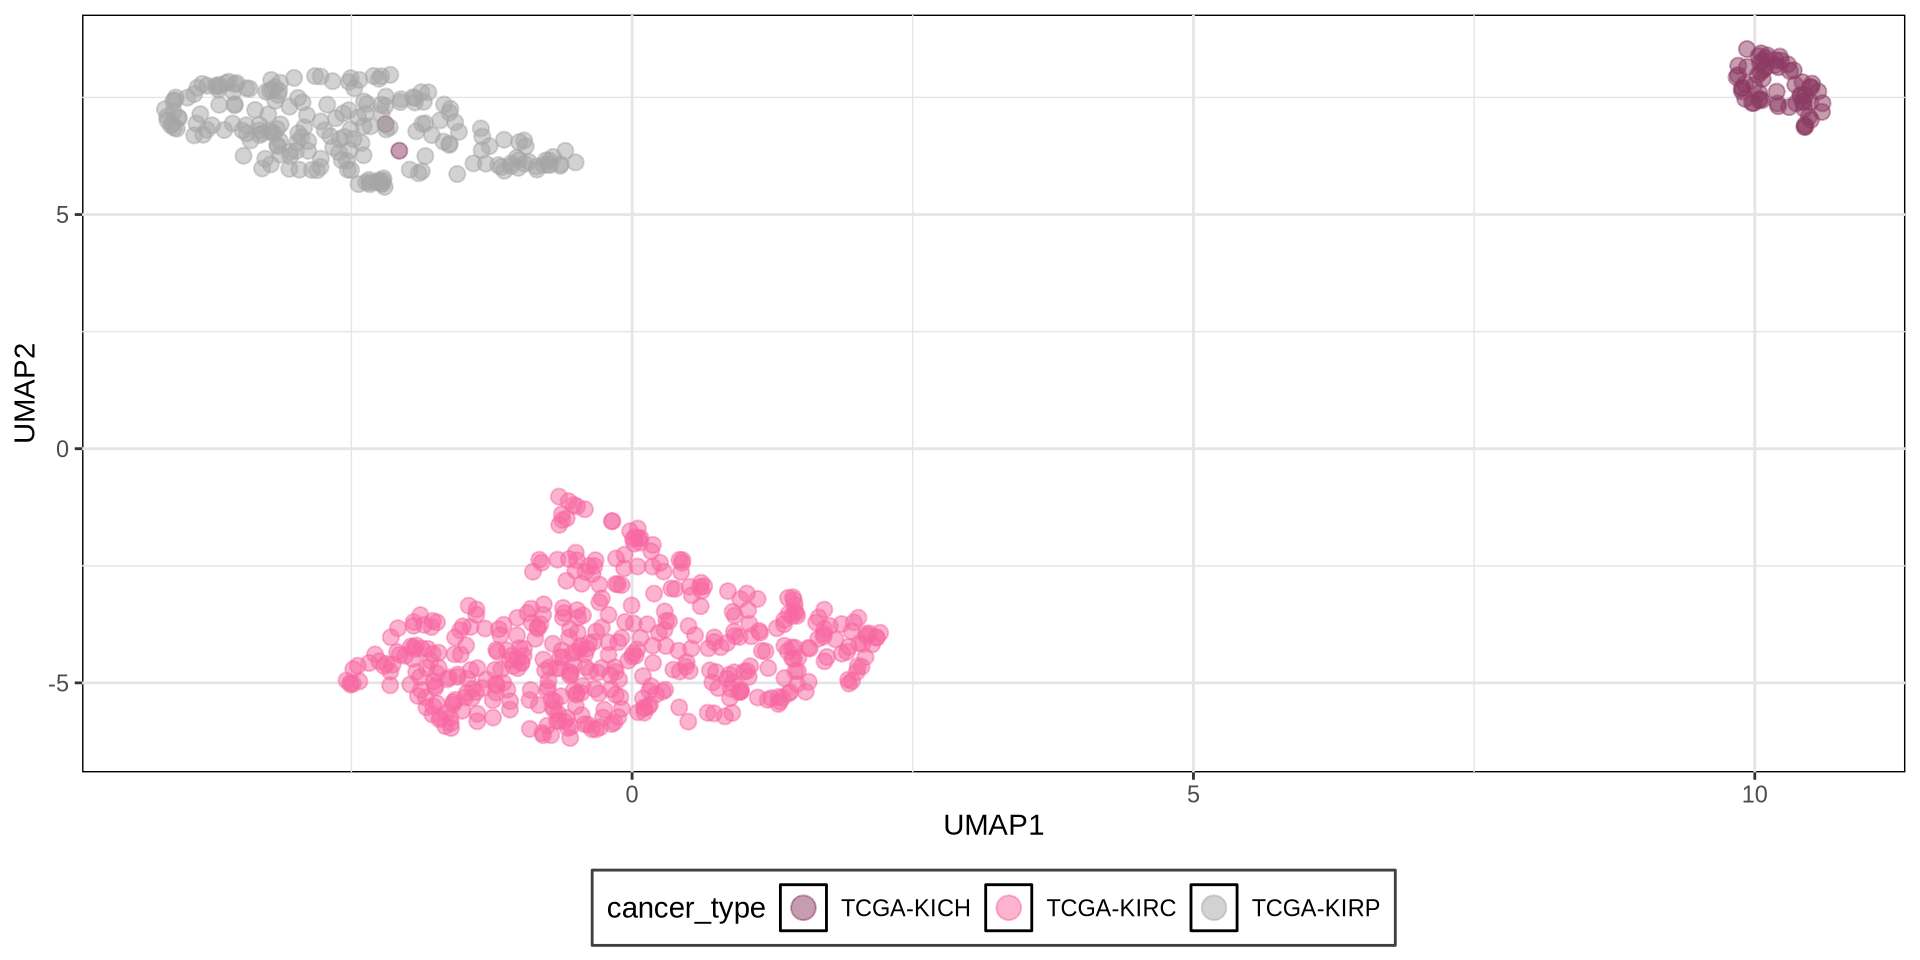 UMAP2
5
0
-5
0 5 10
UMAP1
cancer_type TCGA-KICH TCGA-KIRC TCGA-KIRP